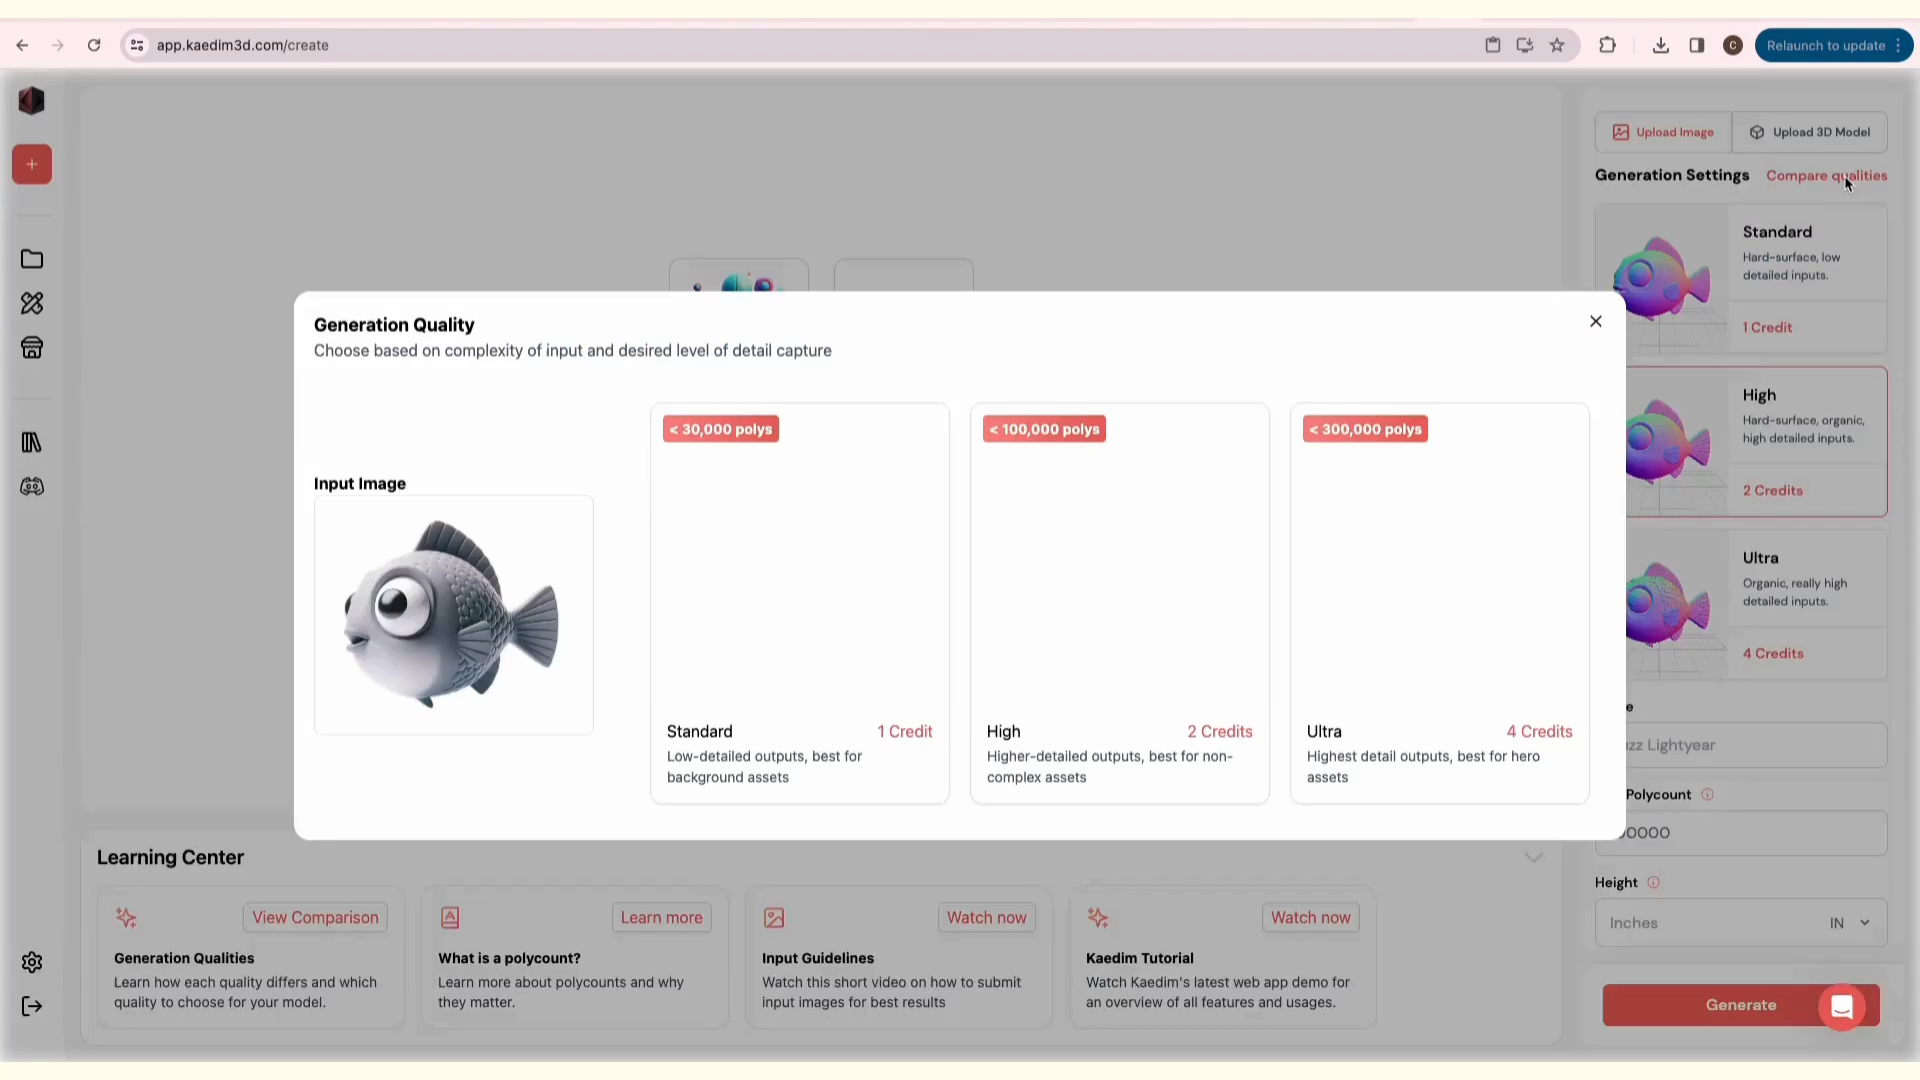 app.kaedim3d.com/create
C
Relaunch to update
Upload Image
Upload 3D Model
Generation Settings
Compare qualities
Standard
Hard-surface, low
detailed inputs.
1 Credit
High
Hard-surface, organic,
high detailed inputs.
2 Credits
Ultra
Organic, really high
detailed inputs.
4 Credits
zz Lightyear
Polycount
0000
Height
Inches
IN
Generate
Generation Quality
Choose based on complexity of input and desired level of detail capture
Input Image
< 30,000 polys
Standard
1 Credit
Low-detailed outputs, best for
background assets
< 100,000 polys
High
2 Credits
Higher-detailed outputs, best for non-
complex assets
< 300,000 polys
Ultra
4 Credits
Highest detail outputs, best for hero
assets
Learning Center
View Comparison
Generation Qualities
Learn how each quality differs and which
quality to choose for your model.
Learn more
What is a polycount?
Learn more about polycounts and why
they matter.
Watch now
Input Guidelines
Watch this short video on how to submit
input images for best results
Watch now
Kaedim Tutorial
Watch Kaedim's latest web app demo for
an overview of all features and usages.